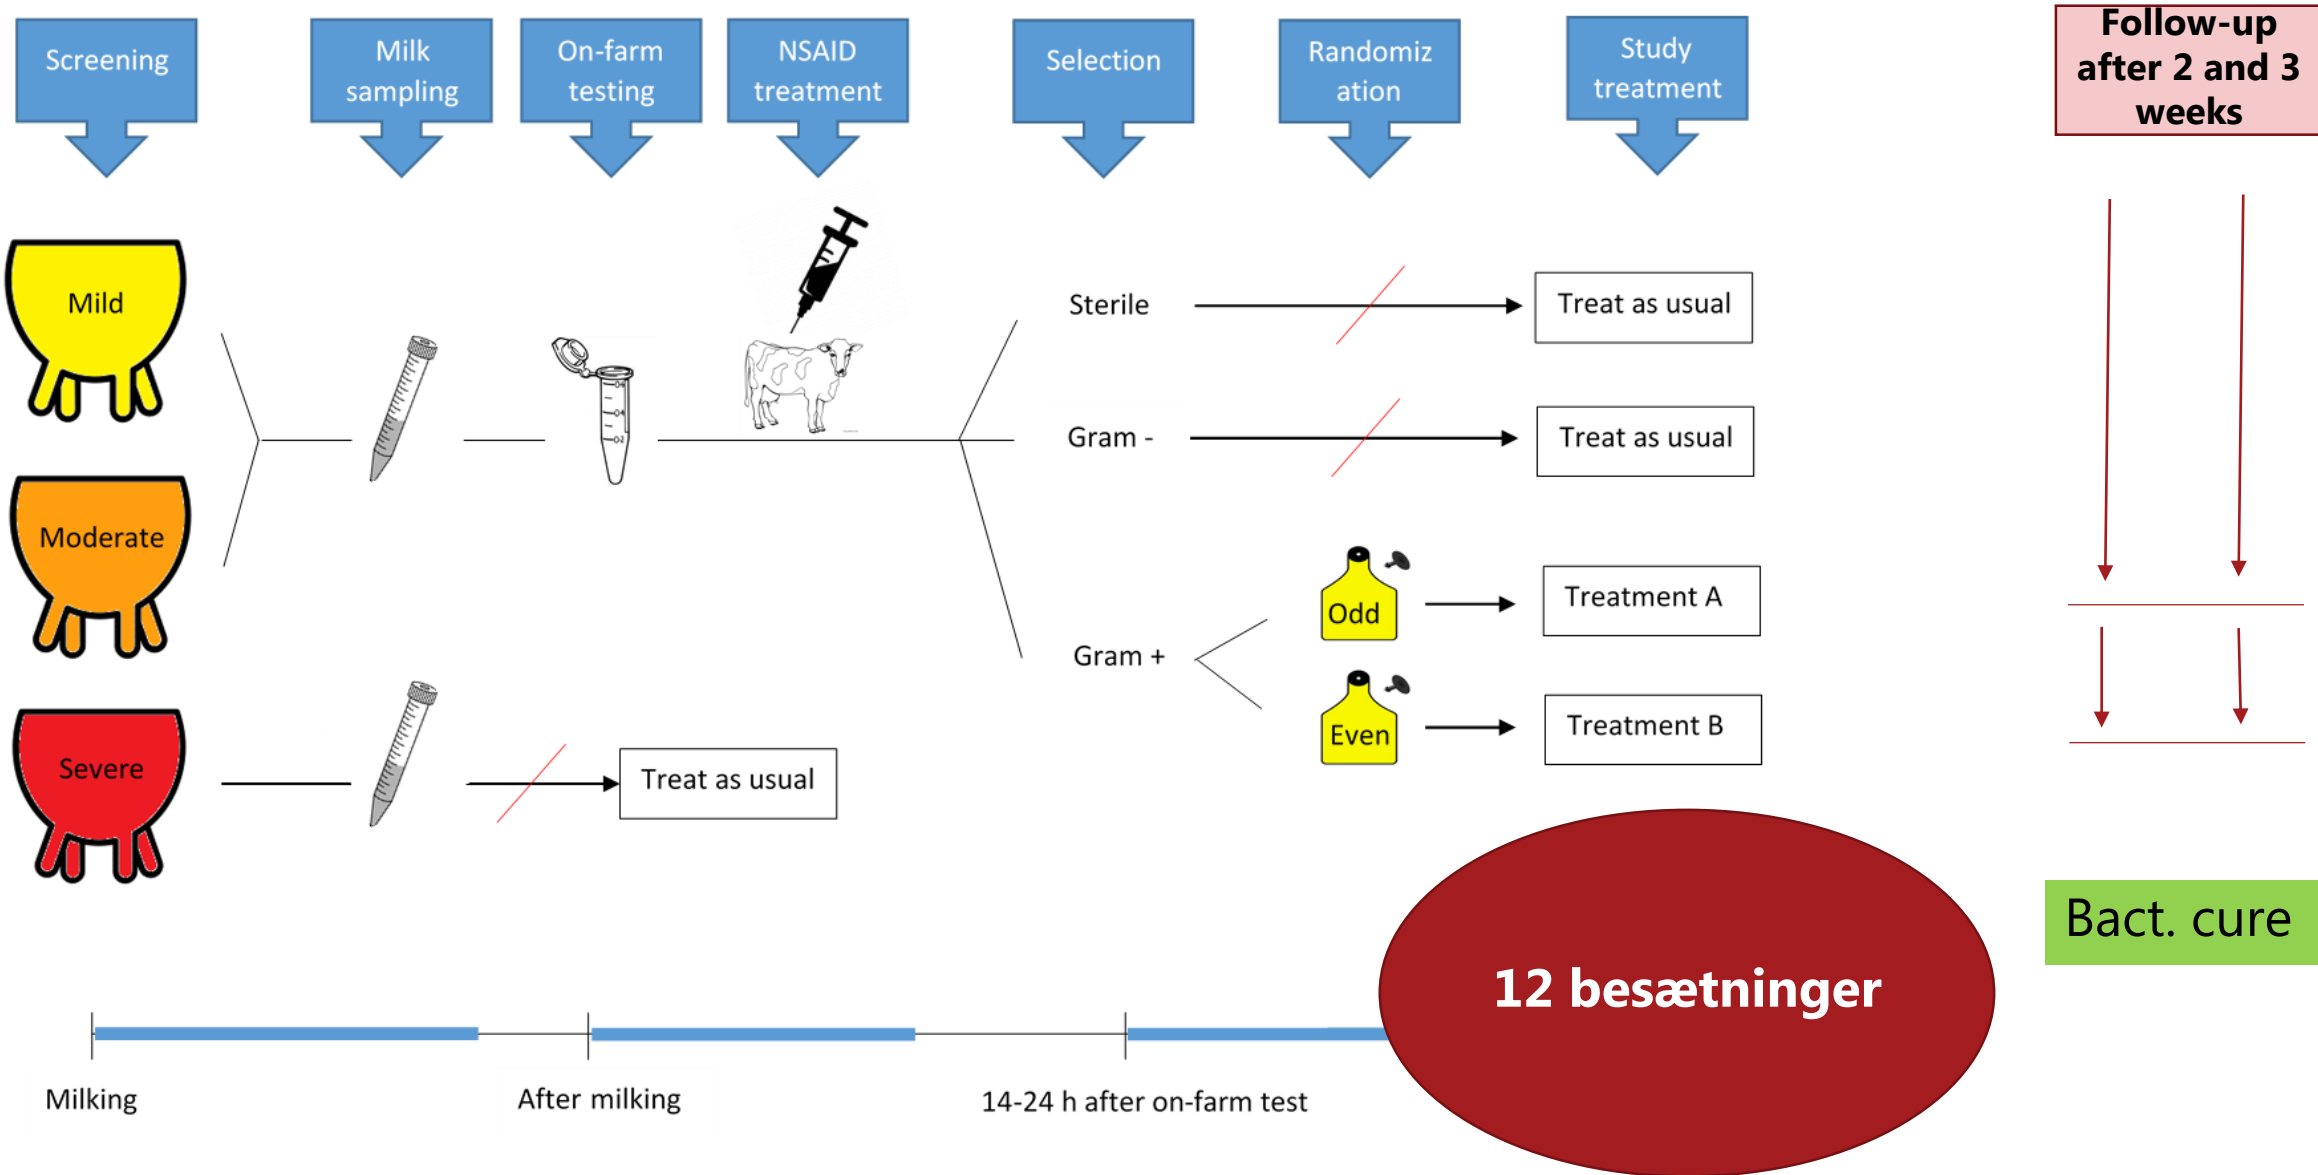 Screening
Milk
sampling
On-farm
testing
NSAID
treatment
Selection
Randomiz
ation
Study
treatment
Follow-up
after 2 and 3
weeks
Mild
Sterile
Treat as usual
Gram -
Treat as usual
Moderate
Odd
Treatment A
Gram +
Even
Treatment B
Severe
Treat as usual
Bact. cure
12 besætninger
Milking
After milking
14-24 h after on-farm test